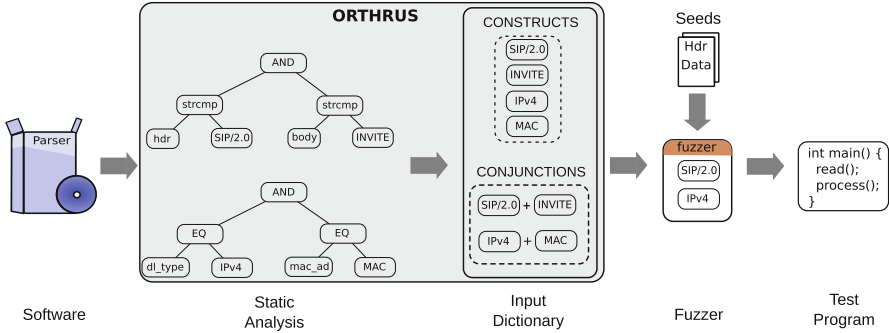 ORTHRUS
Parser
AND
strcmp
strcmp
hdr
SIP/2.0
body
INVITE
AND
EQ
EQ
dl_type
IPv4
mac_ad
MAC
CONSTRUCTS
SIP/2.0
INVITE
IPv4
MAC
CONJUNCTIONS
SIP/2.0 + INVITE
IPv4 + MAC
Seeds
Hdr
Data
fuzzer
SIP/2.0
IPv4
int main() {
read();
process();
}
Software
Static
Analysis
Input
Dictionary
Fuzzer
Test
Program